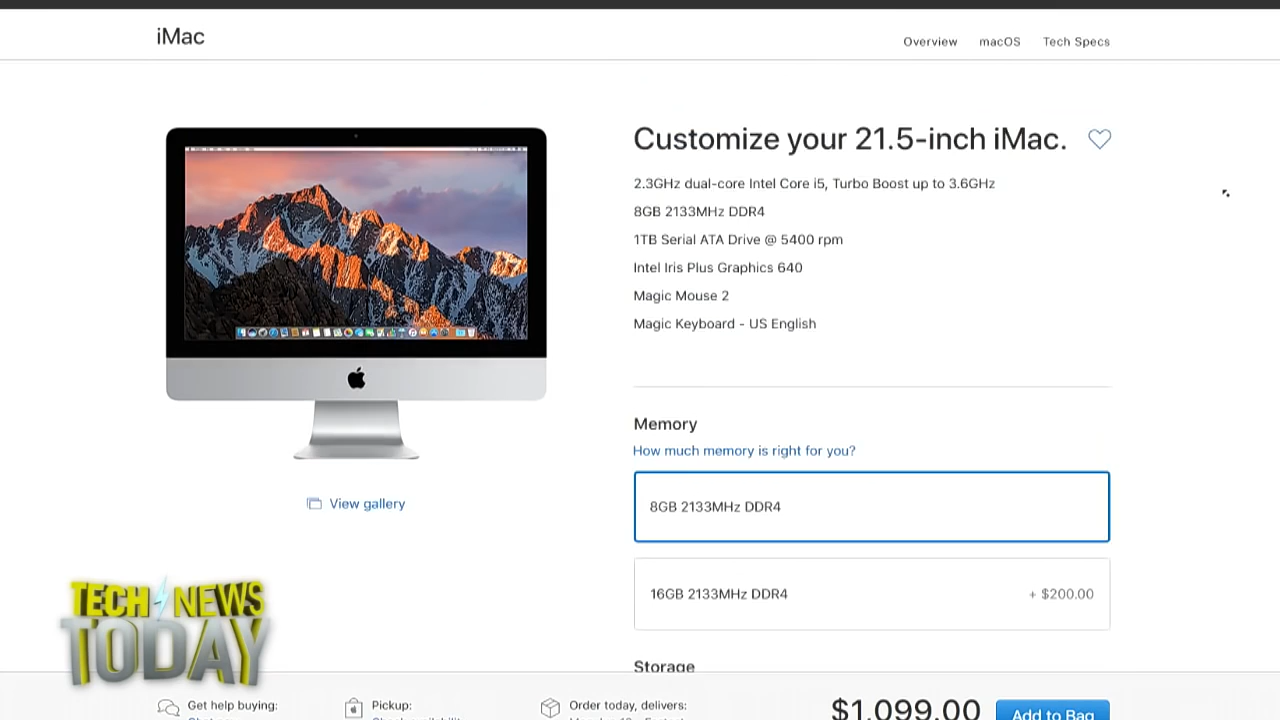 iMac
Overview macOS Tech Specs
Customize your 21.5-inch iMac.
2.3GHz dual-core Intel Core i5, Turbo Boost up to 3.6GHz
8GB 2133MHz DDR4
1TB Serial ATA Drive @ 5400 rpm
Intel Iris Plus Graphics 640
Magic Mouse 2
Magic Keyboard - US English
Memory
How much memory is right for you?
8GB 2133MHz DDR4
View gallery
16GB 2133MHz DDR4 + $200.00
TECH NEWS
TODAY
Storage
Get help buying:
Pickup:
Order today, delivers:
$1,099.00
Add to Bag